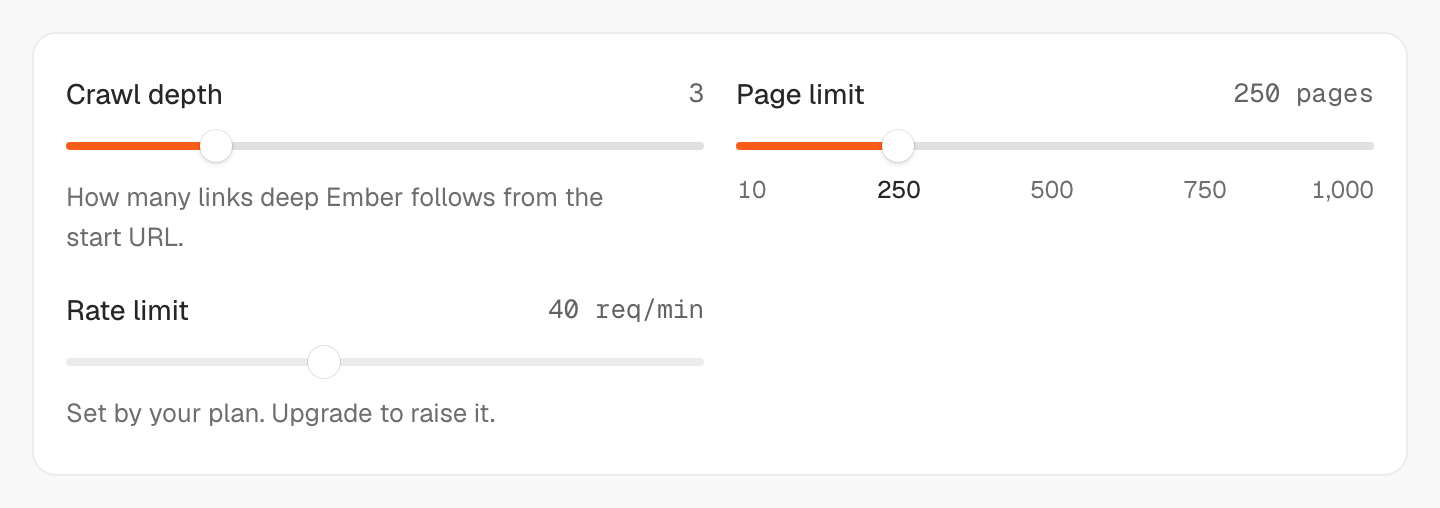 Crawl depth 3
How many links deep Ember follows from the
start URL.
Page limit 250 pages
10 250 500 750 1,000
Rate limit 40 req/min
Set by your plan. Upgrade to raise it.